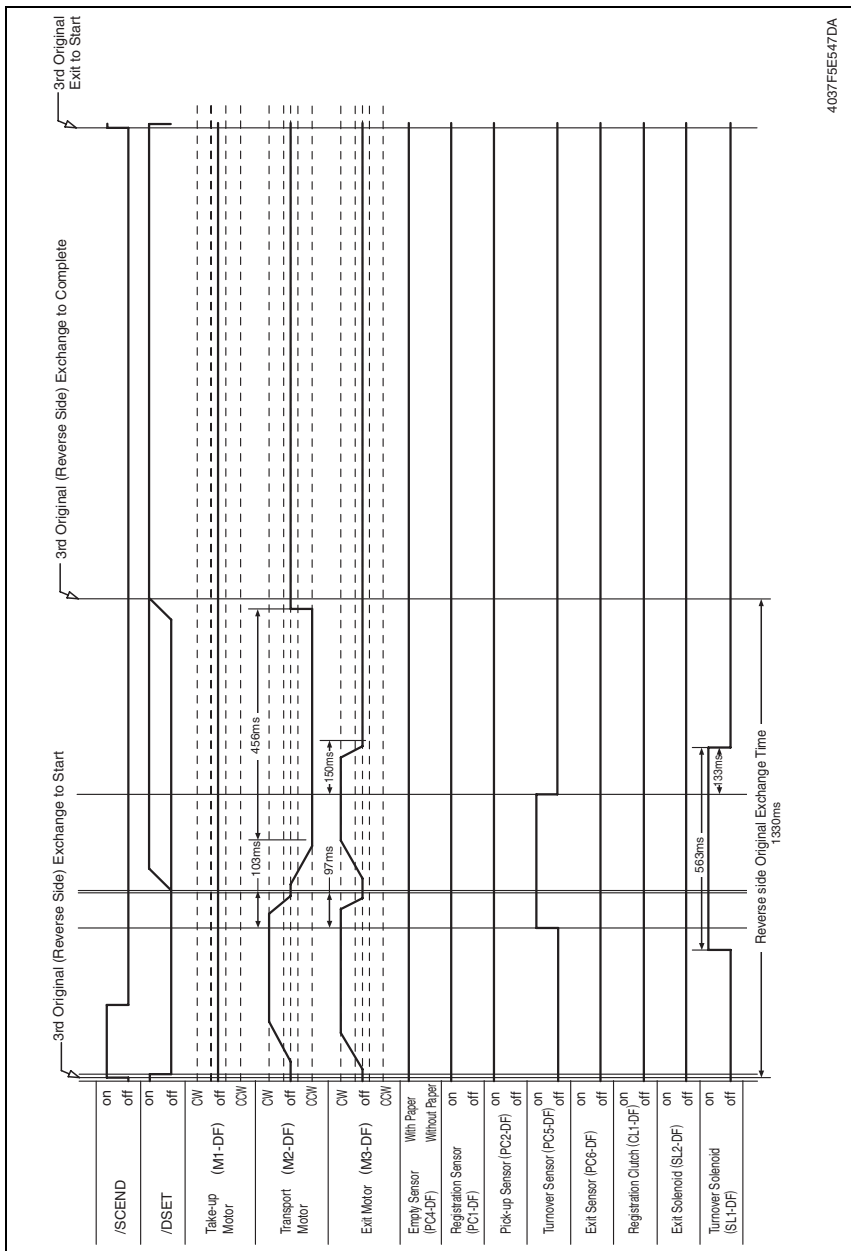 3rd Original (Reverse Side) Exchange to Start
3rd Original (Reverse Side) Exchange to Complete
3rd Original
Exit to Start
/SCEND
on
off
/DSET
on
off
Take-up
Motor
(M1-DF)
CW
off
CCW
Transport
Motor
(M2-DF)
CW
off
CCW
103ms
456ms
Exit Motor (M3-DF)
CW
off
CCW
97ms
150ms
Empty Sensor
(PC4-DF)
With Paper
Without Paper
Registration Sensor
(PC1-DF)
on
off
Pick-up Sensor (PC2-DF)
on
off
Turnover Sensor (PC5-DF)
on
off
Exit Sensor (PC6-DF)
on
off
Registration Clutch (CL1-DF)
on
off
Exit Solenoid (SL2-DF)
on
off
Turnover Solenoid
(SL1-DF)
on
off
563ms
133ms
Reverse side Original Exchange Time
1330ms
4037F5E547DA